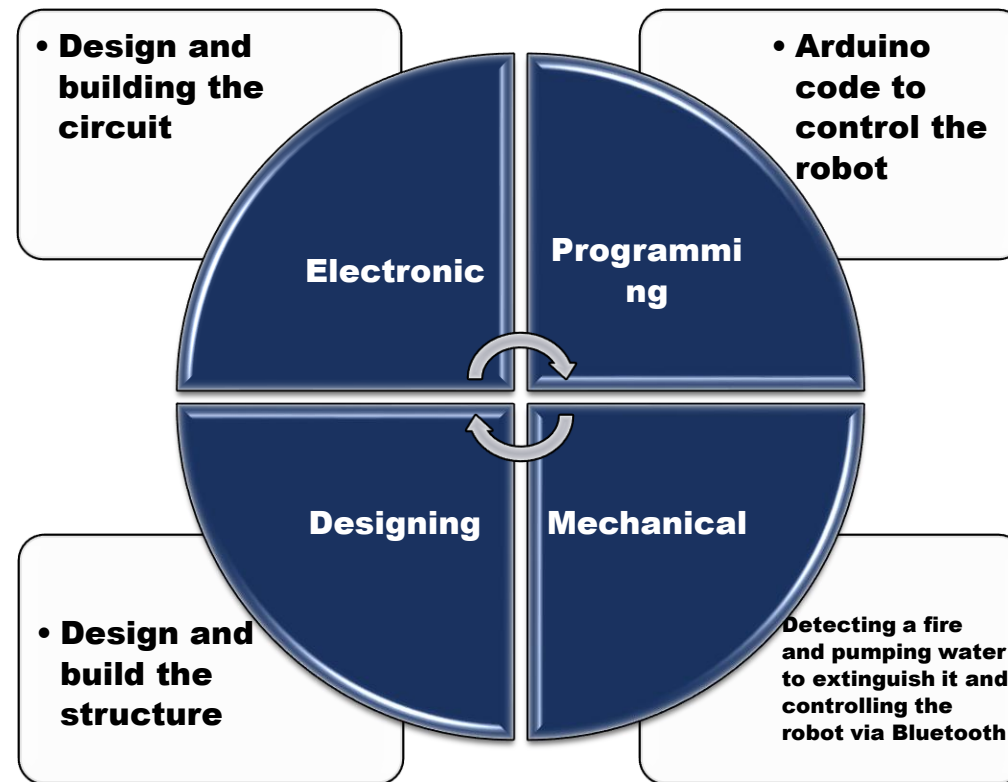 • Design and
building the
circuit
• Arduino
code to
control the
robot
Electronic
Programmi
ng
Designing
Mechanical
• Design and
build the
structure
Detecting a fire
and pumping water
to extinguish it and
controlling the
robot via Bluetooth